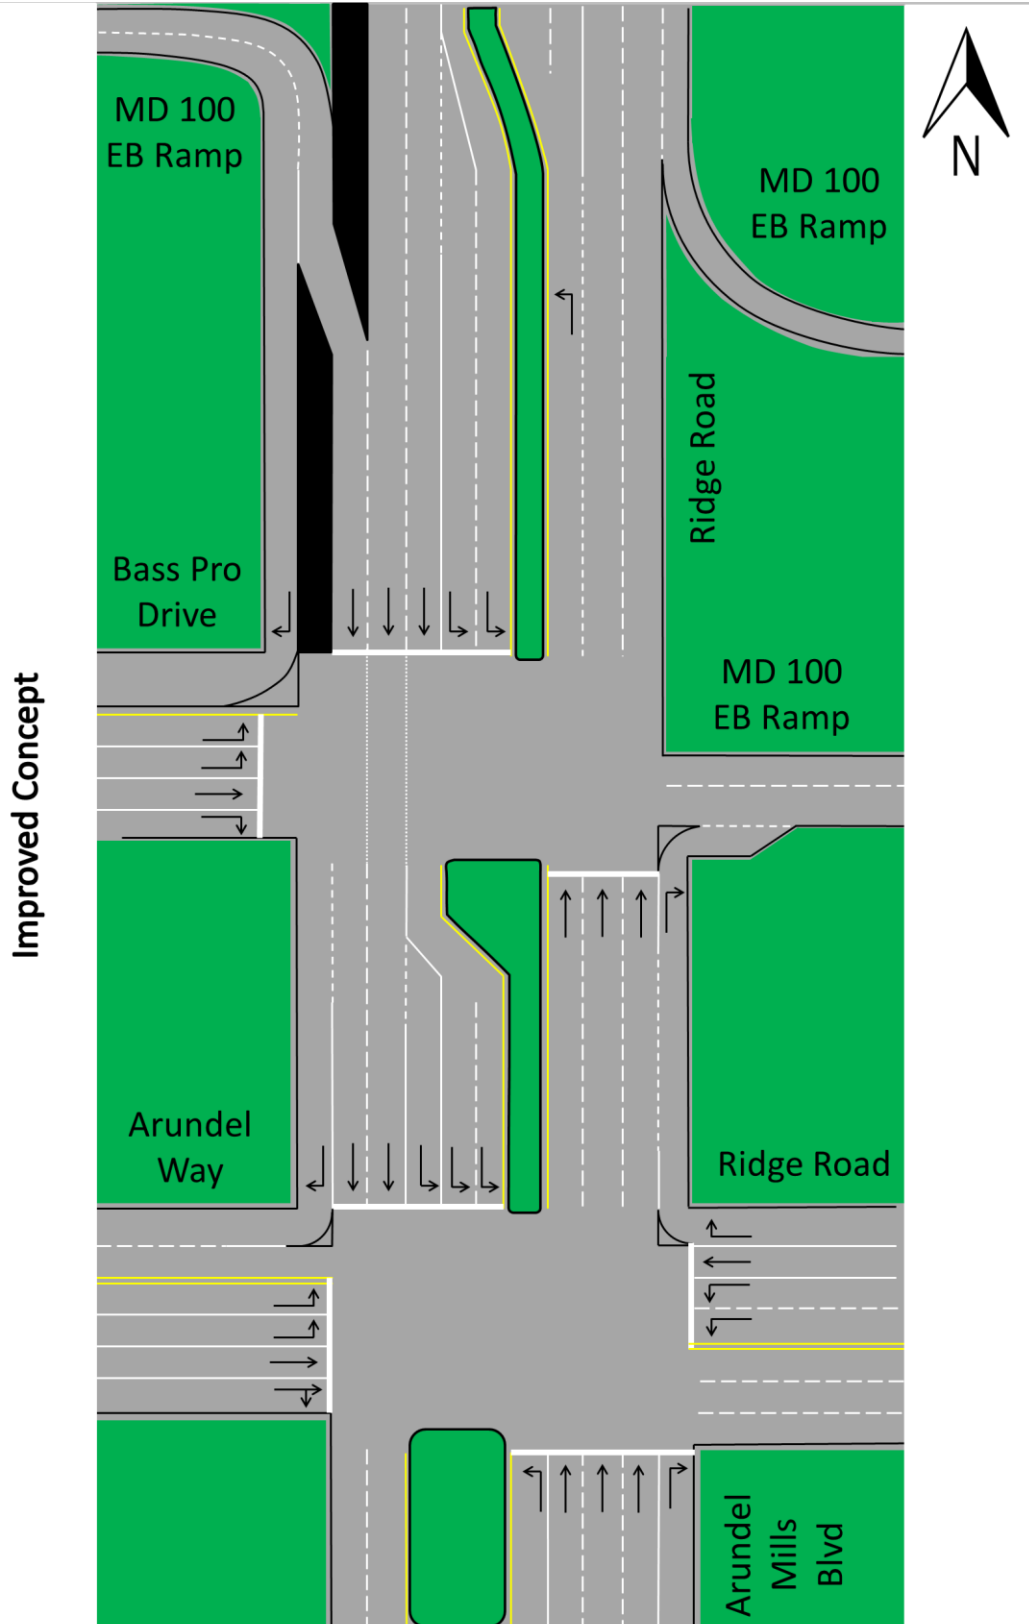 MD 100
EB Ramp
N
MD 100
EB Ramp
Ridge Road
Bass Pro
Drive
MD 100
EB Ramp
Improved Concept
Arundel
Way
Ridge Road
Arundel
Mills
Blvd